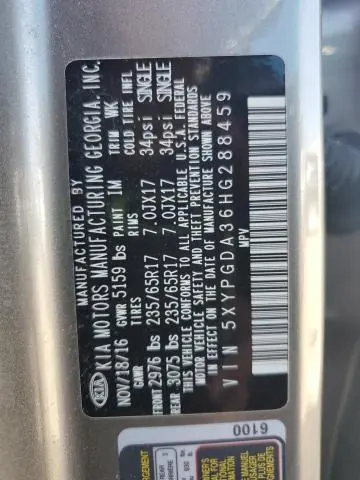 MANUFACTURED BY
KIA KIA MOTORS MANUFACTURING GEORGIA, INC.
NOV/18/16 GVWR 5159 lbs PAINT 1M TRIM WK
GAWR TIRES RIMS COLD TIRE INFL
FRONT 2976 lbs 235/65R17 7.0JX17 34psi SINGLE
REAR 3075 lbs 235/65R17 7.0JX17 34psi SINGLE
THIS VEHICLE CONFORMS TO ALL APPLICABLE U.S.A. FEDERAL
MOTOR VEHICLE SAFETY AND THEFT PREVENTION STANDARDS
IN EFFECT ON THE DATE OF MANUFACTURE SHOWN ABOVE
VIN 5XYPGDA36HG288459
MPV
6100